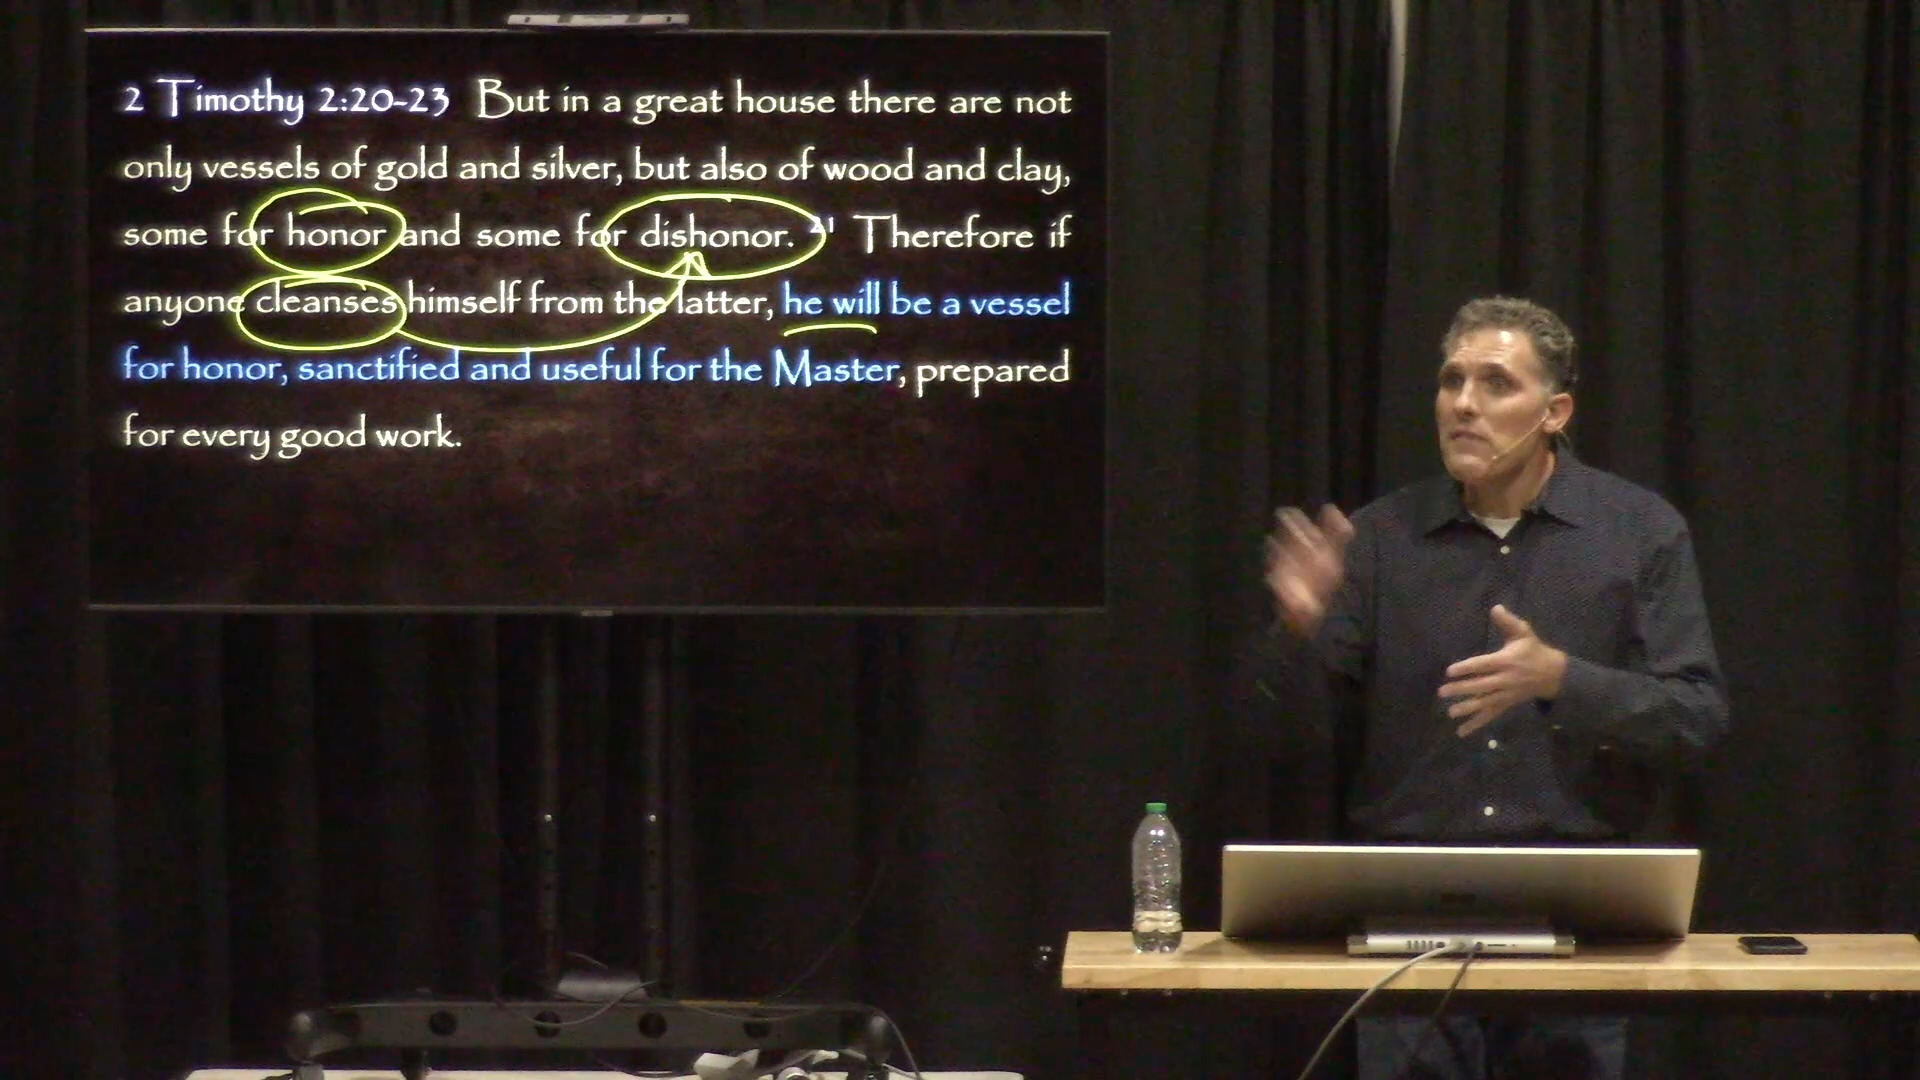 2 Timothy 2:20-23 But in a great house there are not
only vessels of gold and silver, but also of wood and clay,
some for honor and some for dishonor. 21 Therefore if
anyone cleanses himself from the latter, he will be a vessel
for honor, sanctified and useful for the Master, prepared
for every good work.